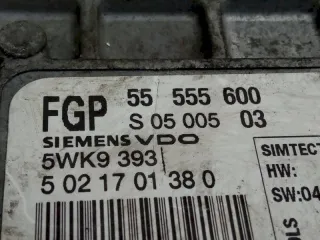 FGP 55 555 600
S 05 005 03
SIEMENS VDO
5WK9 393
5 02 17 01 38 0
SIMTEC
HW:
SW:04